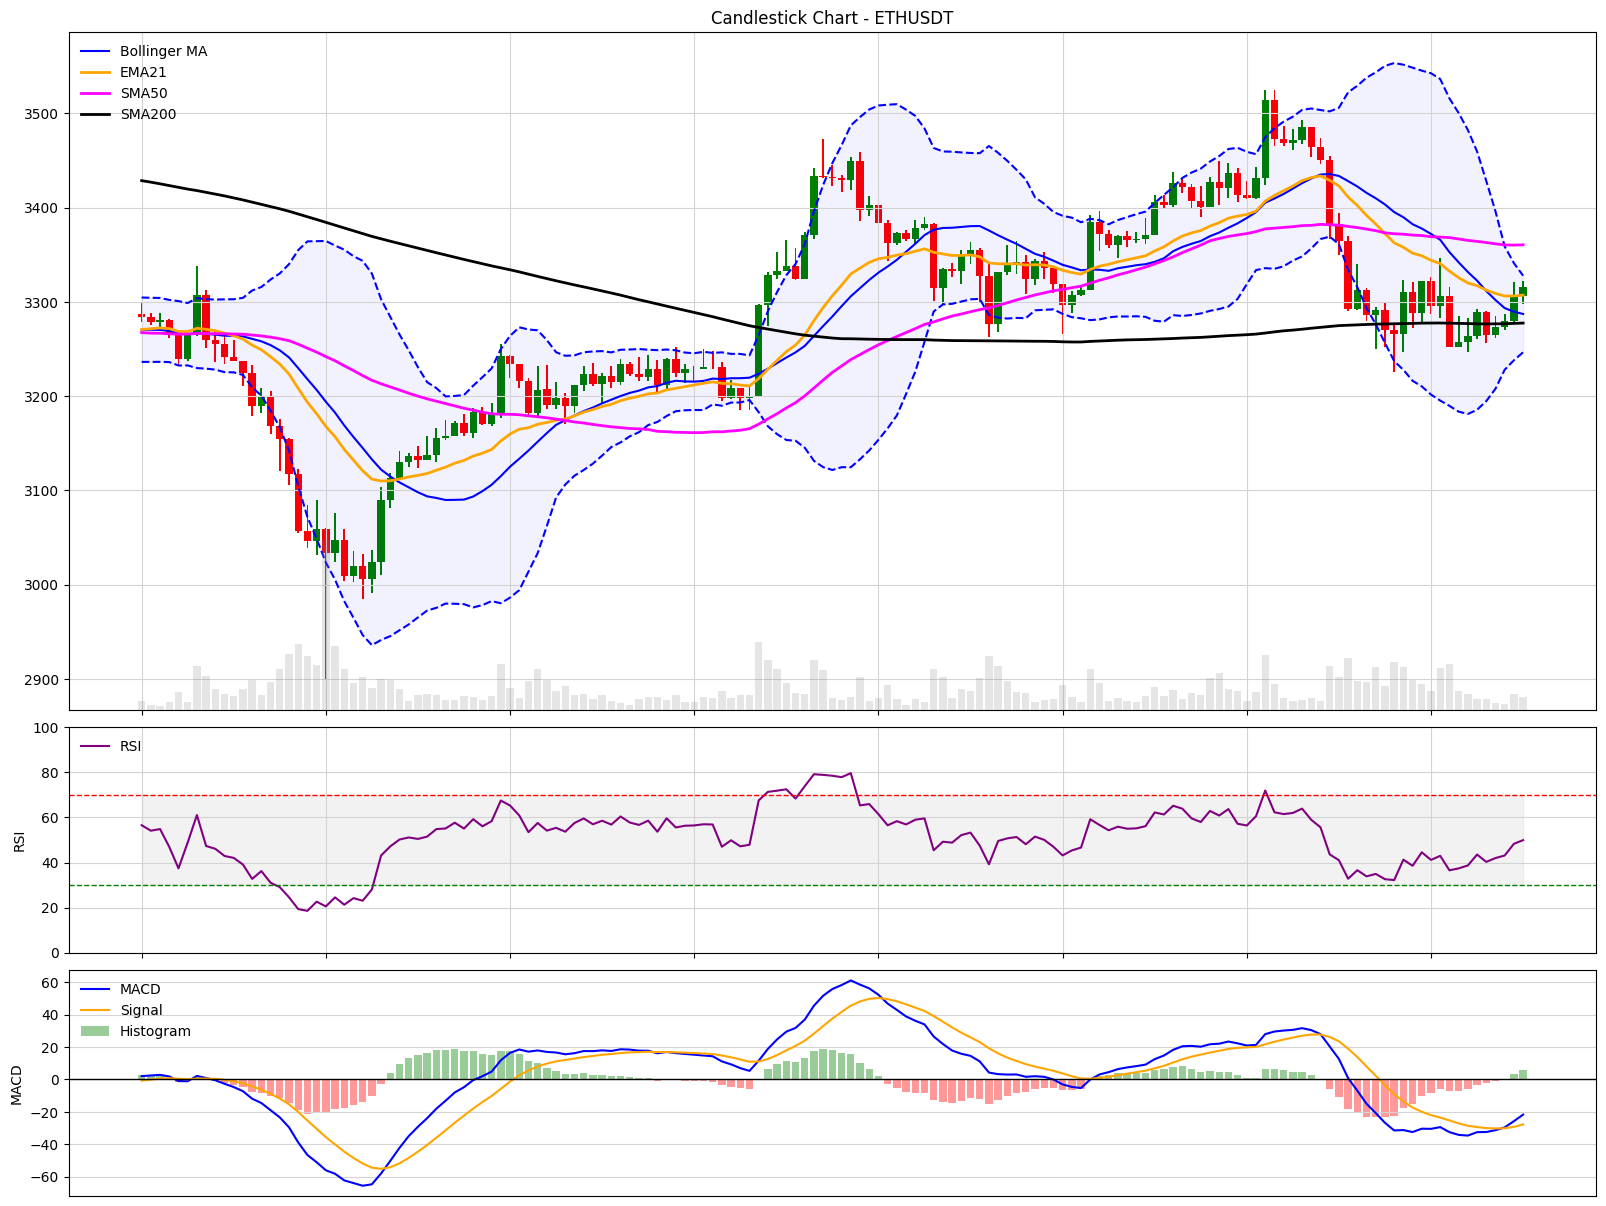 Candlestick Chart - ETHUSDT
Bollinger MA
EMA21
SMA50
SMA200
3500
3400
3300
3200
3100
3000
2900
RSI
RSI
100
80
60
40
20
0
MACD
Signal
Histogram
MACD
60
40
20
0
−20
−40
−60